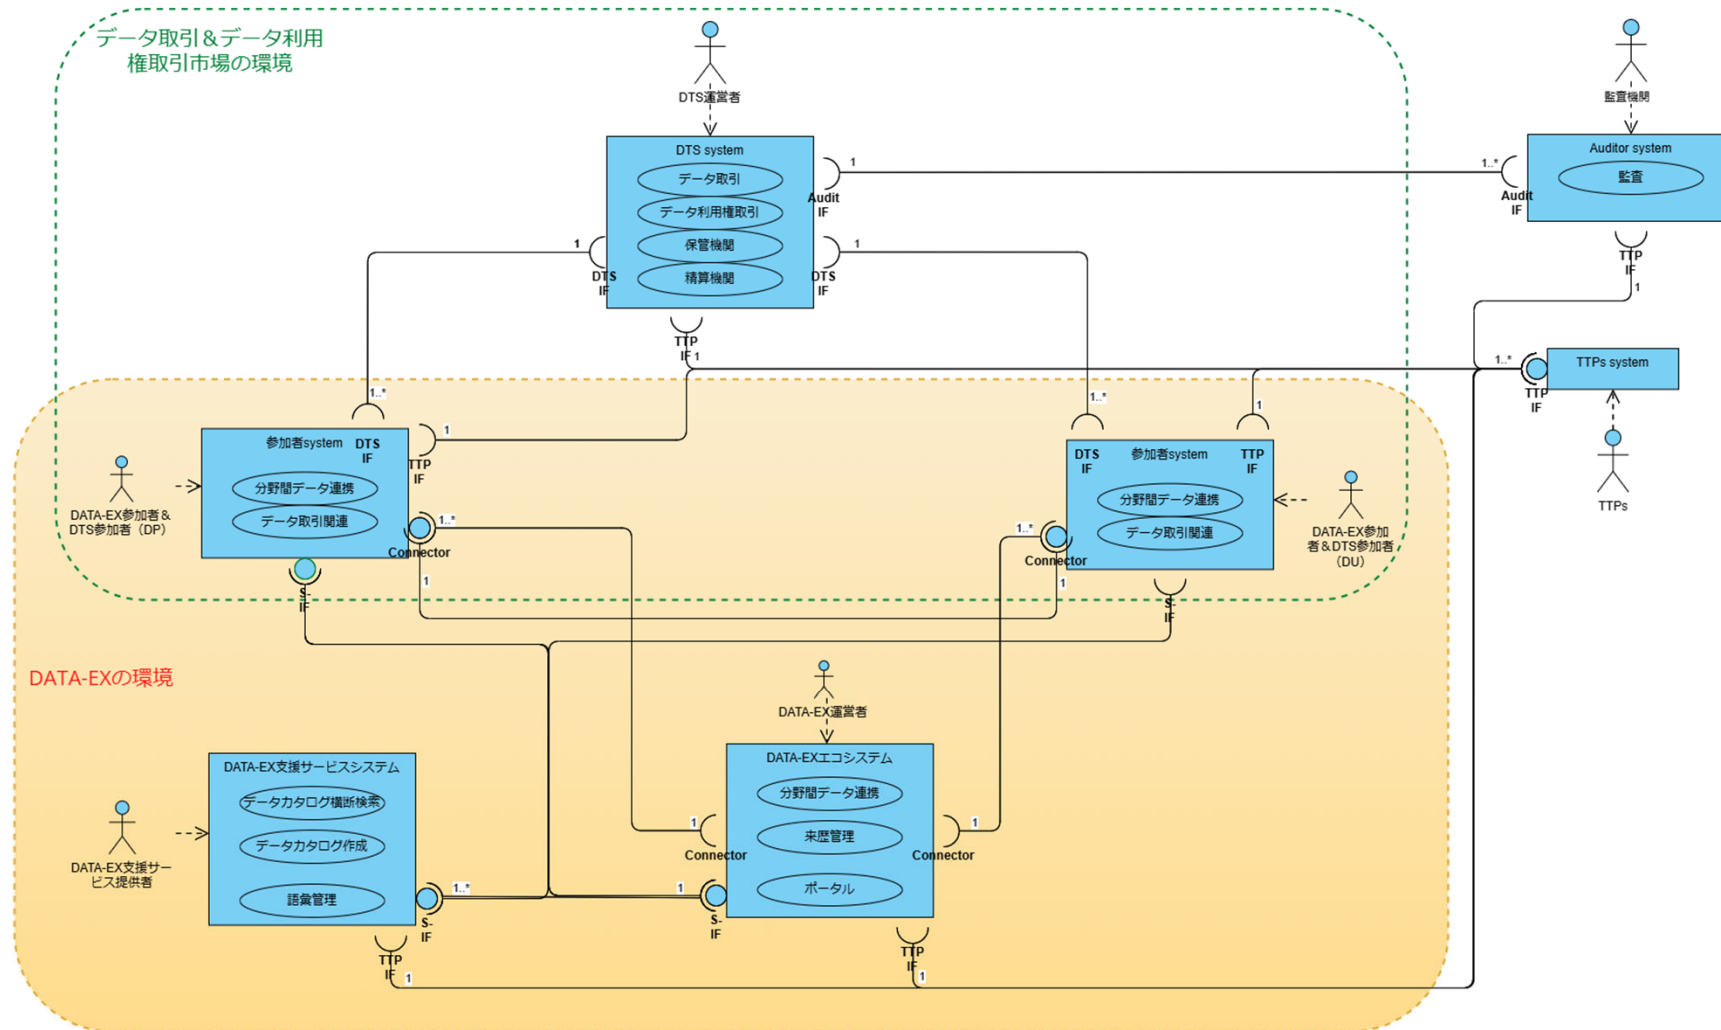 データ取引＆データ利用
権取引市場の環境
DTS運営者
監査機関
DTS system
データ取引
データ利用権取引
保管機関
精算機関
1
1..*
Audit
IF
Audit
IF
Auditor system
監査
1
DTS
IF
1
DTS
IF
TTP
IF
1
TTP
IF
1
1..*
TTP
IF
TTPs system
TTPs
1..*
参加者system
DTS
IF
分野間データ連携
データ取引関連
1
TTP
IF
DATA-EX参加者＆
DTS参加者（DP）
1..*
Connector
1
S-
IF
1..*
1
DTS
IF
参加者system
TTP
IF
分野間データ連携
データ取引関連
DATA-EX参加
者＆DTS参加者
（DU）
1..*
Connector
1
S-
IF
DATA-EXの環境
DATA-EX運営者
DATA-EX支援サービスシステム
データカタログ横断検索
データカタログ作成
語彙管理
DATA-EX支援サー
ビス提供者
1..*
S-
IF
TTP
IF
1
DATA-EXエコシステム
分野間データ連携
来歴管理
ポータル
1
Connector
1
Connector
1
S-
IF
TTP
IF
1